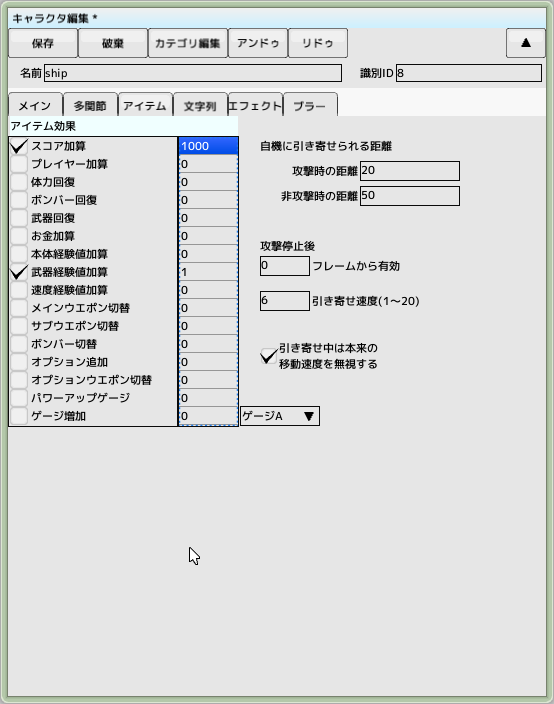 キャラクタ編集 *
保存 破棄 カテゴリ編集 アンドゥ リドゥ ▲
名前 ship 識別ID 8
メイン 多関節 アイテム 文字列 エフェクト ブラー
アイテム効果
スコア加算 1000
プレイヤー加算 0
体力回復 0
ボンバー回復 0
武器回復 0
お金加算 0
本体経験値加算 0
武器経験値加算 1
速度経験値加算 0
メインウエポン切替 0
サブウエポン切替 0
ボンバー切替 0
オプション追加 0
オプションウエポン切替 0
パワーアップゲージ 0
ゲージ増加 0 ゲージA ▼
自機に引き寄せられる距離
攻撃時の距離 20
非攻撃時の距離 50
攻撃停止後
0 フレームから有効
6 引き寄せ速度(1～20)
引き寄せ中は本来の
移動速度を無視する